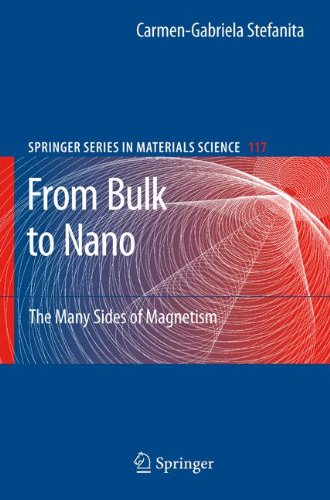 Carmen-Gabriela Stefanita
SPRINGER SERIES IN MATERIALS SCIENCE 117
From Bulk
to Nano
The Many Sides of Magnetism
Springer